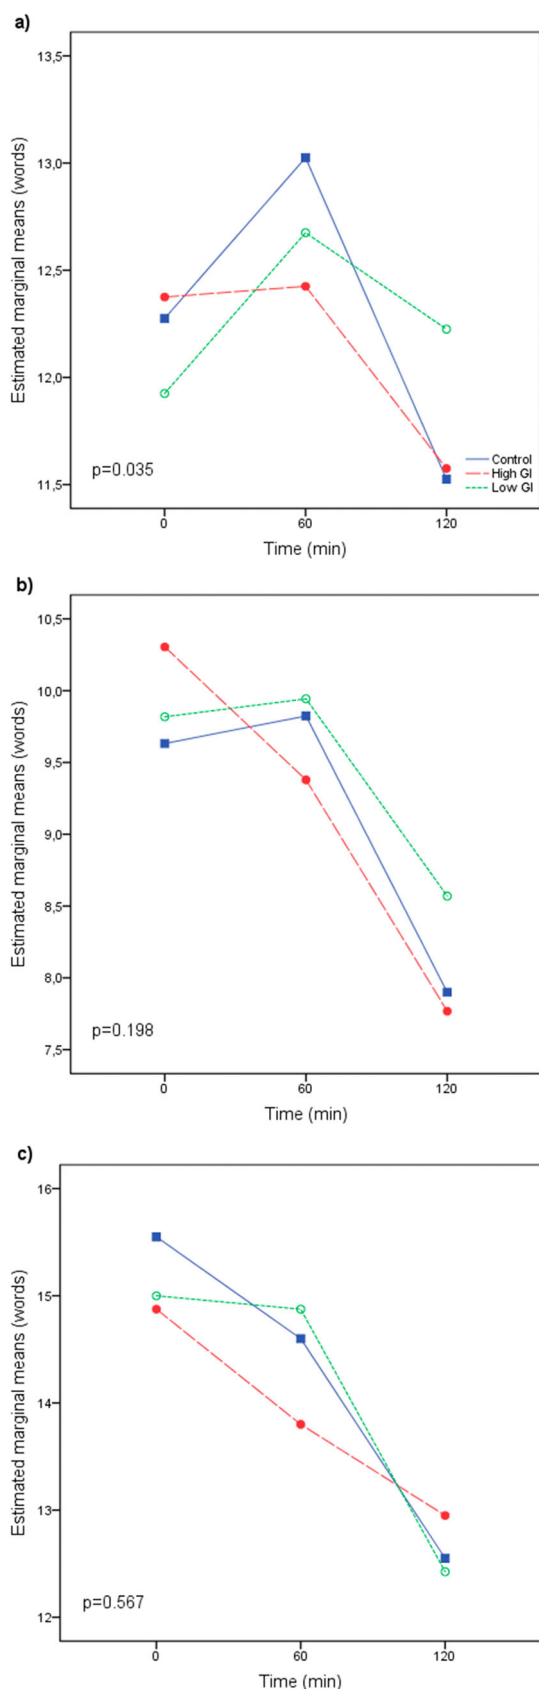 a)
13,5
13,0
12,5
12,0
11,5
Estimated marginal means (words)
p=0.035
Control
High GI
Low GI
0 60 120
Time (min)
b)
10,5
10,0
9,5
9,0
8,5
8,0
7,5
Estimated marginal means (words)
p=0.198
0 60 120
Time (min)
c)
16
15
14
13
12
Estimated marginal means (words)
p=0.567
0 60 120
Time (min)